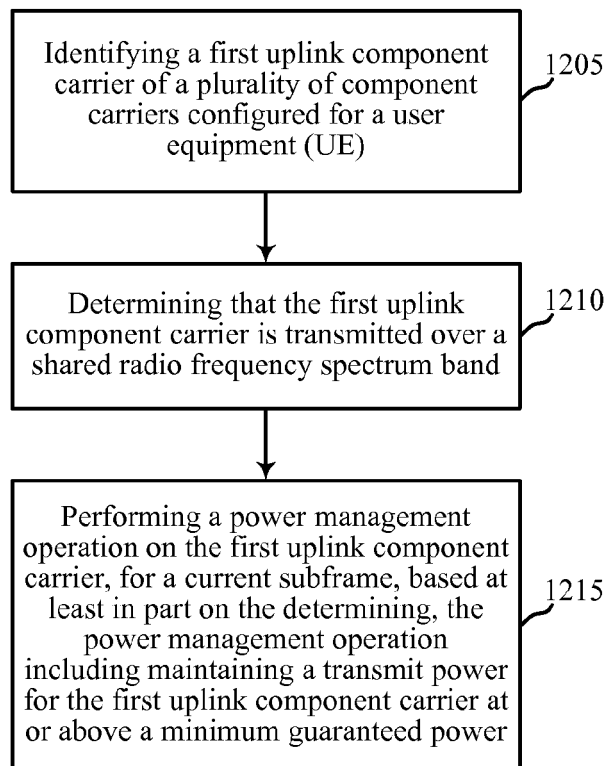 Identifying a first uplink component
carrier of a plurality of component
carriers configured for a user
equipment (UE)
1205
Determining that the first uplink
component carrier is transmitted over a
shared radio frequency spectrum band
1210
Performing a power management
operation on the first uplink component
carrier, for a current subframe, based at
least in part on the determining, the
power management operation
including maintaining a transmit power
for the first uplink component carrier at
or above a minimum guaranteed power
1215